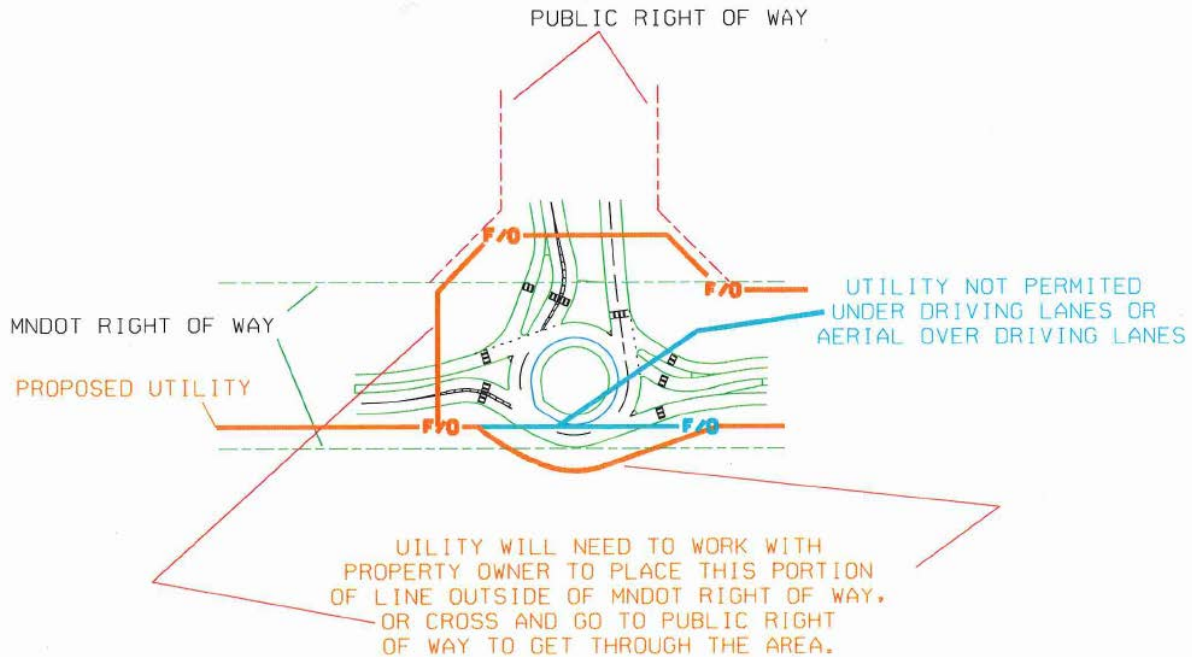 PUBLIC RIGHT OF WAY
F/O
F/O
UTILITY NOT PERMITED
UNDER DRIVING LANES OR
AERIAL OVER DRIVING LANES
MNDOT RIGHT OF WAY
PROPOSED UTILITY
F/O
F/O
UILITY WILL NEED TO WORK WITH
PROPERTY OWNER TO PLACE THIS PORTION
OF LINE OUTSIDE OF MNDOT RIGHT OF WAY.
OR CROSS AND GO TO PUBLIC RIGHT
OF WAY TO GET THROUGH THE AREA.